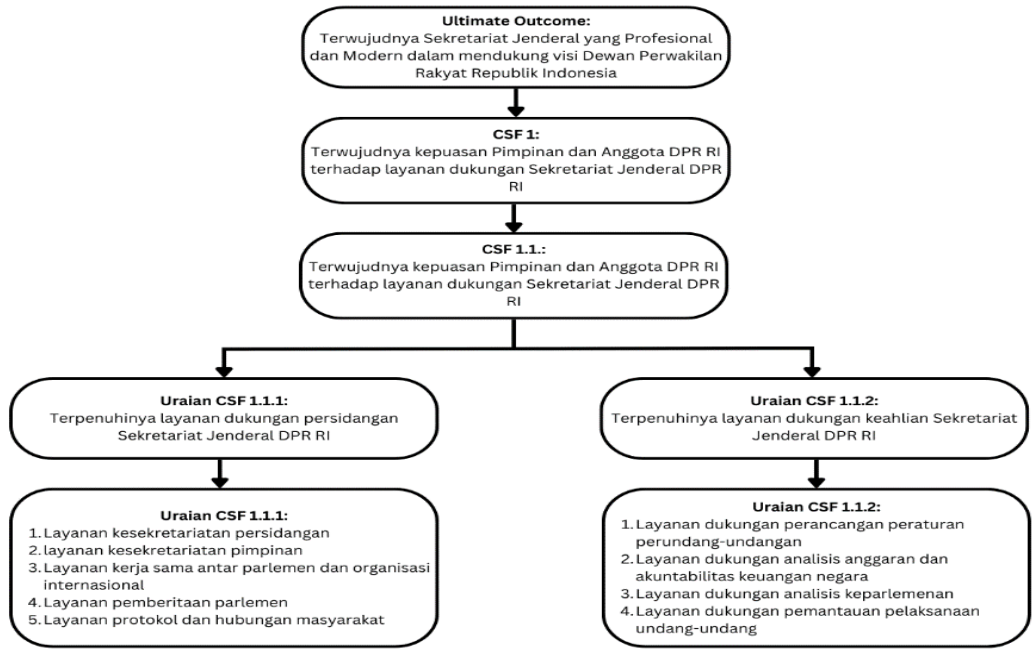 Ultimate Outcome:
Terwujudnya Sekretariat Jenderal yang Profesional
dan Modern dalam mendukung visi Dewan Perwakilan
Rakyat Republik Indonesia
CSF 1:
Terwujudnya kepuasan Pimpinan dan Anggota DPR RI
terhadap layanan dukungan Sekretariat Jenderal DPR
RI
CSF 1.1.:
Terwujudnya kepuasan Pimpinan dan Anggota DPR RI
terhadap layanan dukungan Sekretariat Jenderal DPR
RI
Uraian CSF 1.1.1:
Terpenuhinya layanan dukungan persidangan
Sekretariat Jenderal DPR RI
Uraian CSF 1.1.2:
Terpenuhinya layanan dukungan keahlian Sekretariat
Jenderal DPR RI
Uraian CSF 1.1.1:
1. Layanan kesekretariatan persidangan
2. layanan kesekretariatan pimpinan
3. Layanan kerja sama antar parlemen dan organisasi
internasional
4. Layanan pemberitaan parlemen
5. Layanan protokol dan hubungan masyarakat
Uraian CSF 1.1.2:
1. Layanan dukungan perancangan peraturan
perundang-undangan
2. Layanan dukungan analisis anggaran dan
akuntabilitas keuangan negara
3. Layanan dukungan analisis keparlemenan
4. Layanan dukungan pemantauan pelaksanaan
undang-undang